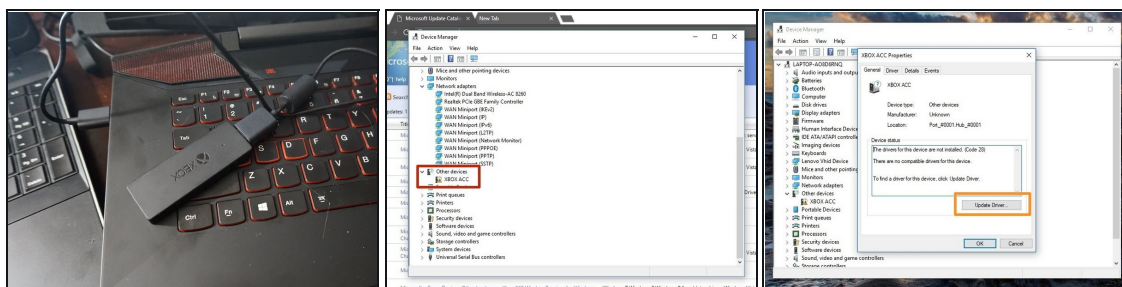 XBOX
Esc
F1
F2
Tab
Q
W
A
S
D
F
G
Z
X
C
V
B
Ctrl
Fn
Alt
Microsoft Update Catalo
New Tab
Device Manager
File Action View Help
Mice and other pointing devices
Monitors
Network adapters
Intel(R) Dual Band Wireless-AC 8260
Realtek PCIe GBE Family Controller
WAN Miniport (IKEv2)
WAN Miniport (IP)
WAN Miniport (IPv6)
WAN Miniport (L2TP)
WAN Miniport (Network Monitor)
WAN Miniport (PPPOE)
WAN Miniport (PPTP)
WAN Miniport (SSTP)
Other devices
XBOX ACC
Print queues
Printers
Processors
Security devices
Software devices
Sound, video and game controllers
Storage controllers
System devices
Universal Serial Bus controllers
Device Manager
File Action View Help
LAPTOP-AO8D8RNQ
Audio inputs and outpu
Batteries
Bluetooth
Computer
Disk drives
Display adapters
Firmware
Human Interface Device
IDE ATA/ATAPI controlle
Imaging devices
Keyboards
Lenovo Vhid Device
Mice and other pointing
Monitors
Network adapters
Other devices
XBOX ACC
Portable Devices
Print queues
Printers
Processors
Security devices
Software devices
Sound, video and game controllers
Storage controllers
XBOX ACC Properties
General Driver Details Events
XBOX ACC
Device type: Other devices
Manufacturer: Unknown
Location: Port_#0001.Hub_#0001
Device status
The drivers for this device are not installed. (Code 28)
There are no compatible drivers for this device.
To find a driver for this device, click Update Driver.
Update Driver...
OK Cancel